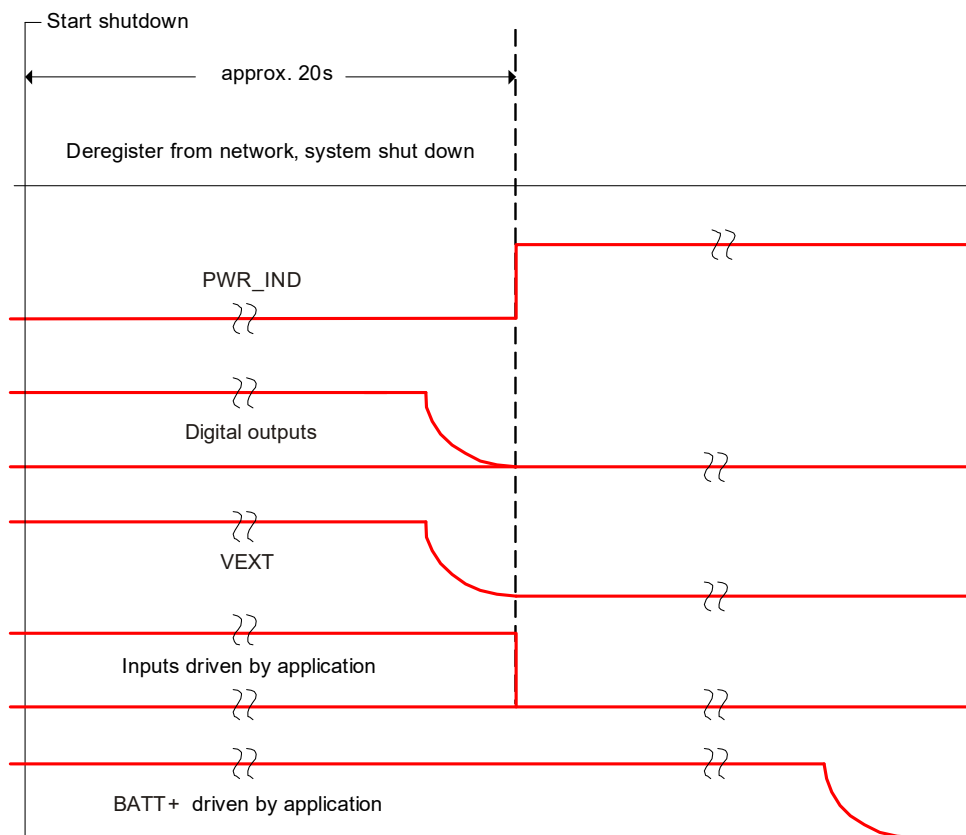 Start shutdown
approx. 20s
Deregister from network, system shut down
PWR_IND
Digital outputs
VEXT
Inputs driven by application
BATT+ driven by application